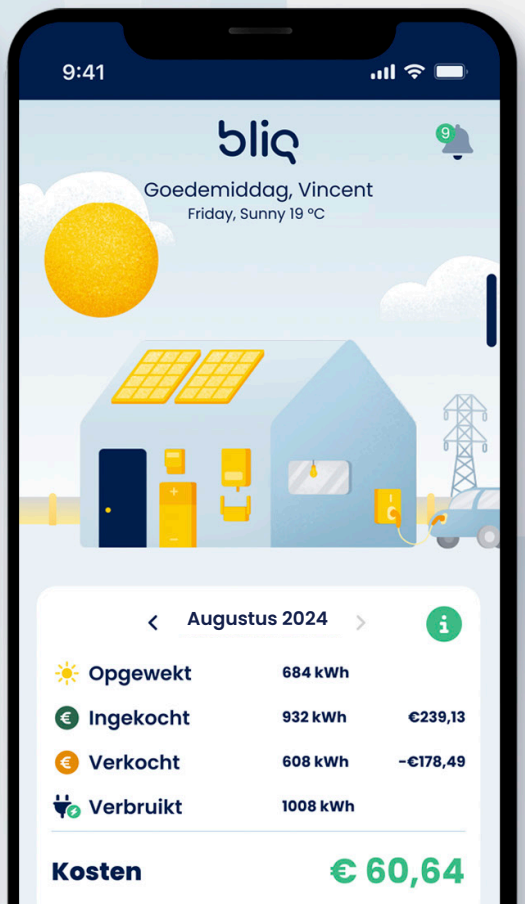 9:41
bliq
9
Goedemiddag, Vincent
Friday, Sunny 19 °C
Augustus 2024
Opgewekt 684 kWh
€ Ingekocht 932 kWh €239,13
€ Verkocht 608 kWh -€178,49
Verbruikt 1008 kWh
Kosten € 60,64